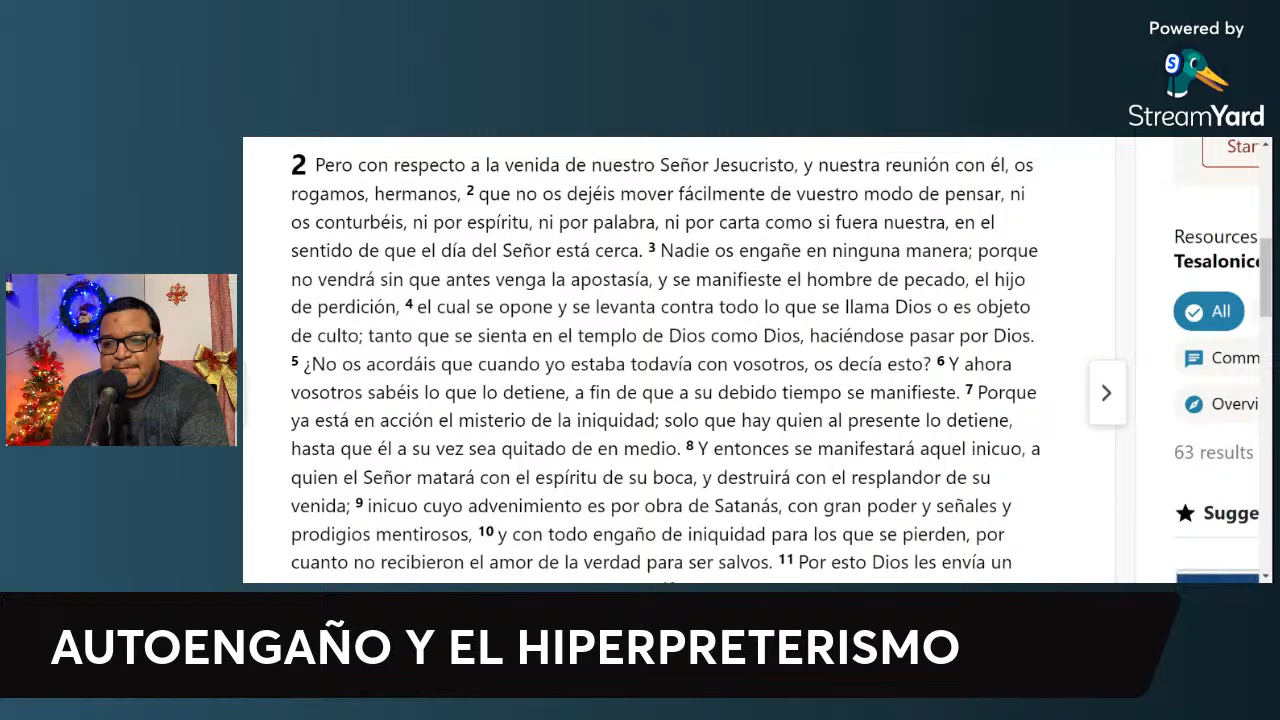 Powered by
S
StreamYard
2 Pero con respecto a la venida de nuestro Señor Jesucristo, y nuestra reunión con él, os
rogamos, hermanos, 2 que no os dejéis mover fácilmente de vuestro modo de pensar, ni
os conturbéis, ni por espíritu, ni por palabra, ni por carta como si fuera nuestra, en el
sentido de que el día del Señor está cerca. 3 Nadie os engañe en ninguna manera; porque
no vendrá sin que antes venga la apostasía, y se manifieste el hombre de pecado, el hijo
de perdición, 4 el cual se opone y se levanta contra todo lo que se llama Dios o es objeto
de culto; tanto que se sienta en el templo de Dios como Dios, haciéndose pasar por Dios.
5 ¿No os acordáis que cuando yo estaba todavía con vosotros, os decía esto? 6 Y ahora
vosotros sabéis lo que lo detiene, a fin de que a su debido tiempo se manifieste. 7 Porque
ya está en acción el misterio de la iniquidad; solo que hay quien al presente lo detiene,
hasta que él a su vez sea quitado de en medio. 8 Y entonces se manifestará aquel inicuo, a
quien el Señor matará con el espíritu de su boca, y destruirá con el resplandor de su
venida; 9 inicuo cuyo advenimiento es por obra de Satanás, con gran poder y señales y
prodigios mentirosos, 10 y con todo engaño de iniquidad para los que se pierden, por
cuanto no recibieron el amor de la verdad para ser salvos. 11 Por esto Dios les envía un
Star
Resources
Tesalonic
All
Comm
Overvi
63 results
Sugge
AUTOENGAÑO Y EL HIPERPRETERISMO